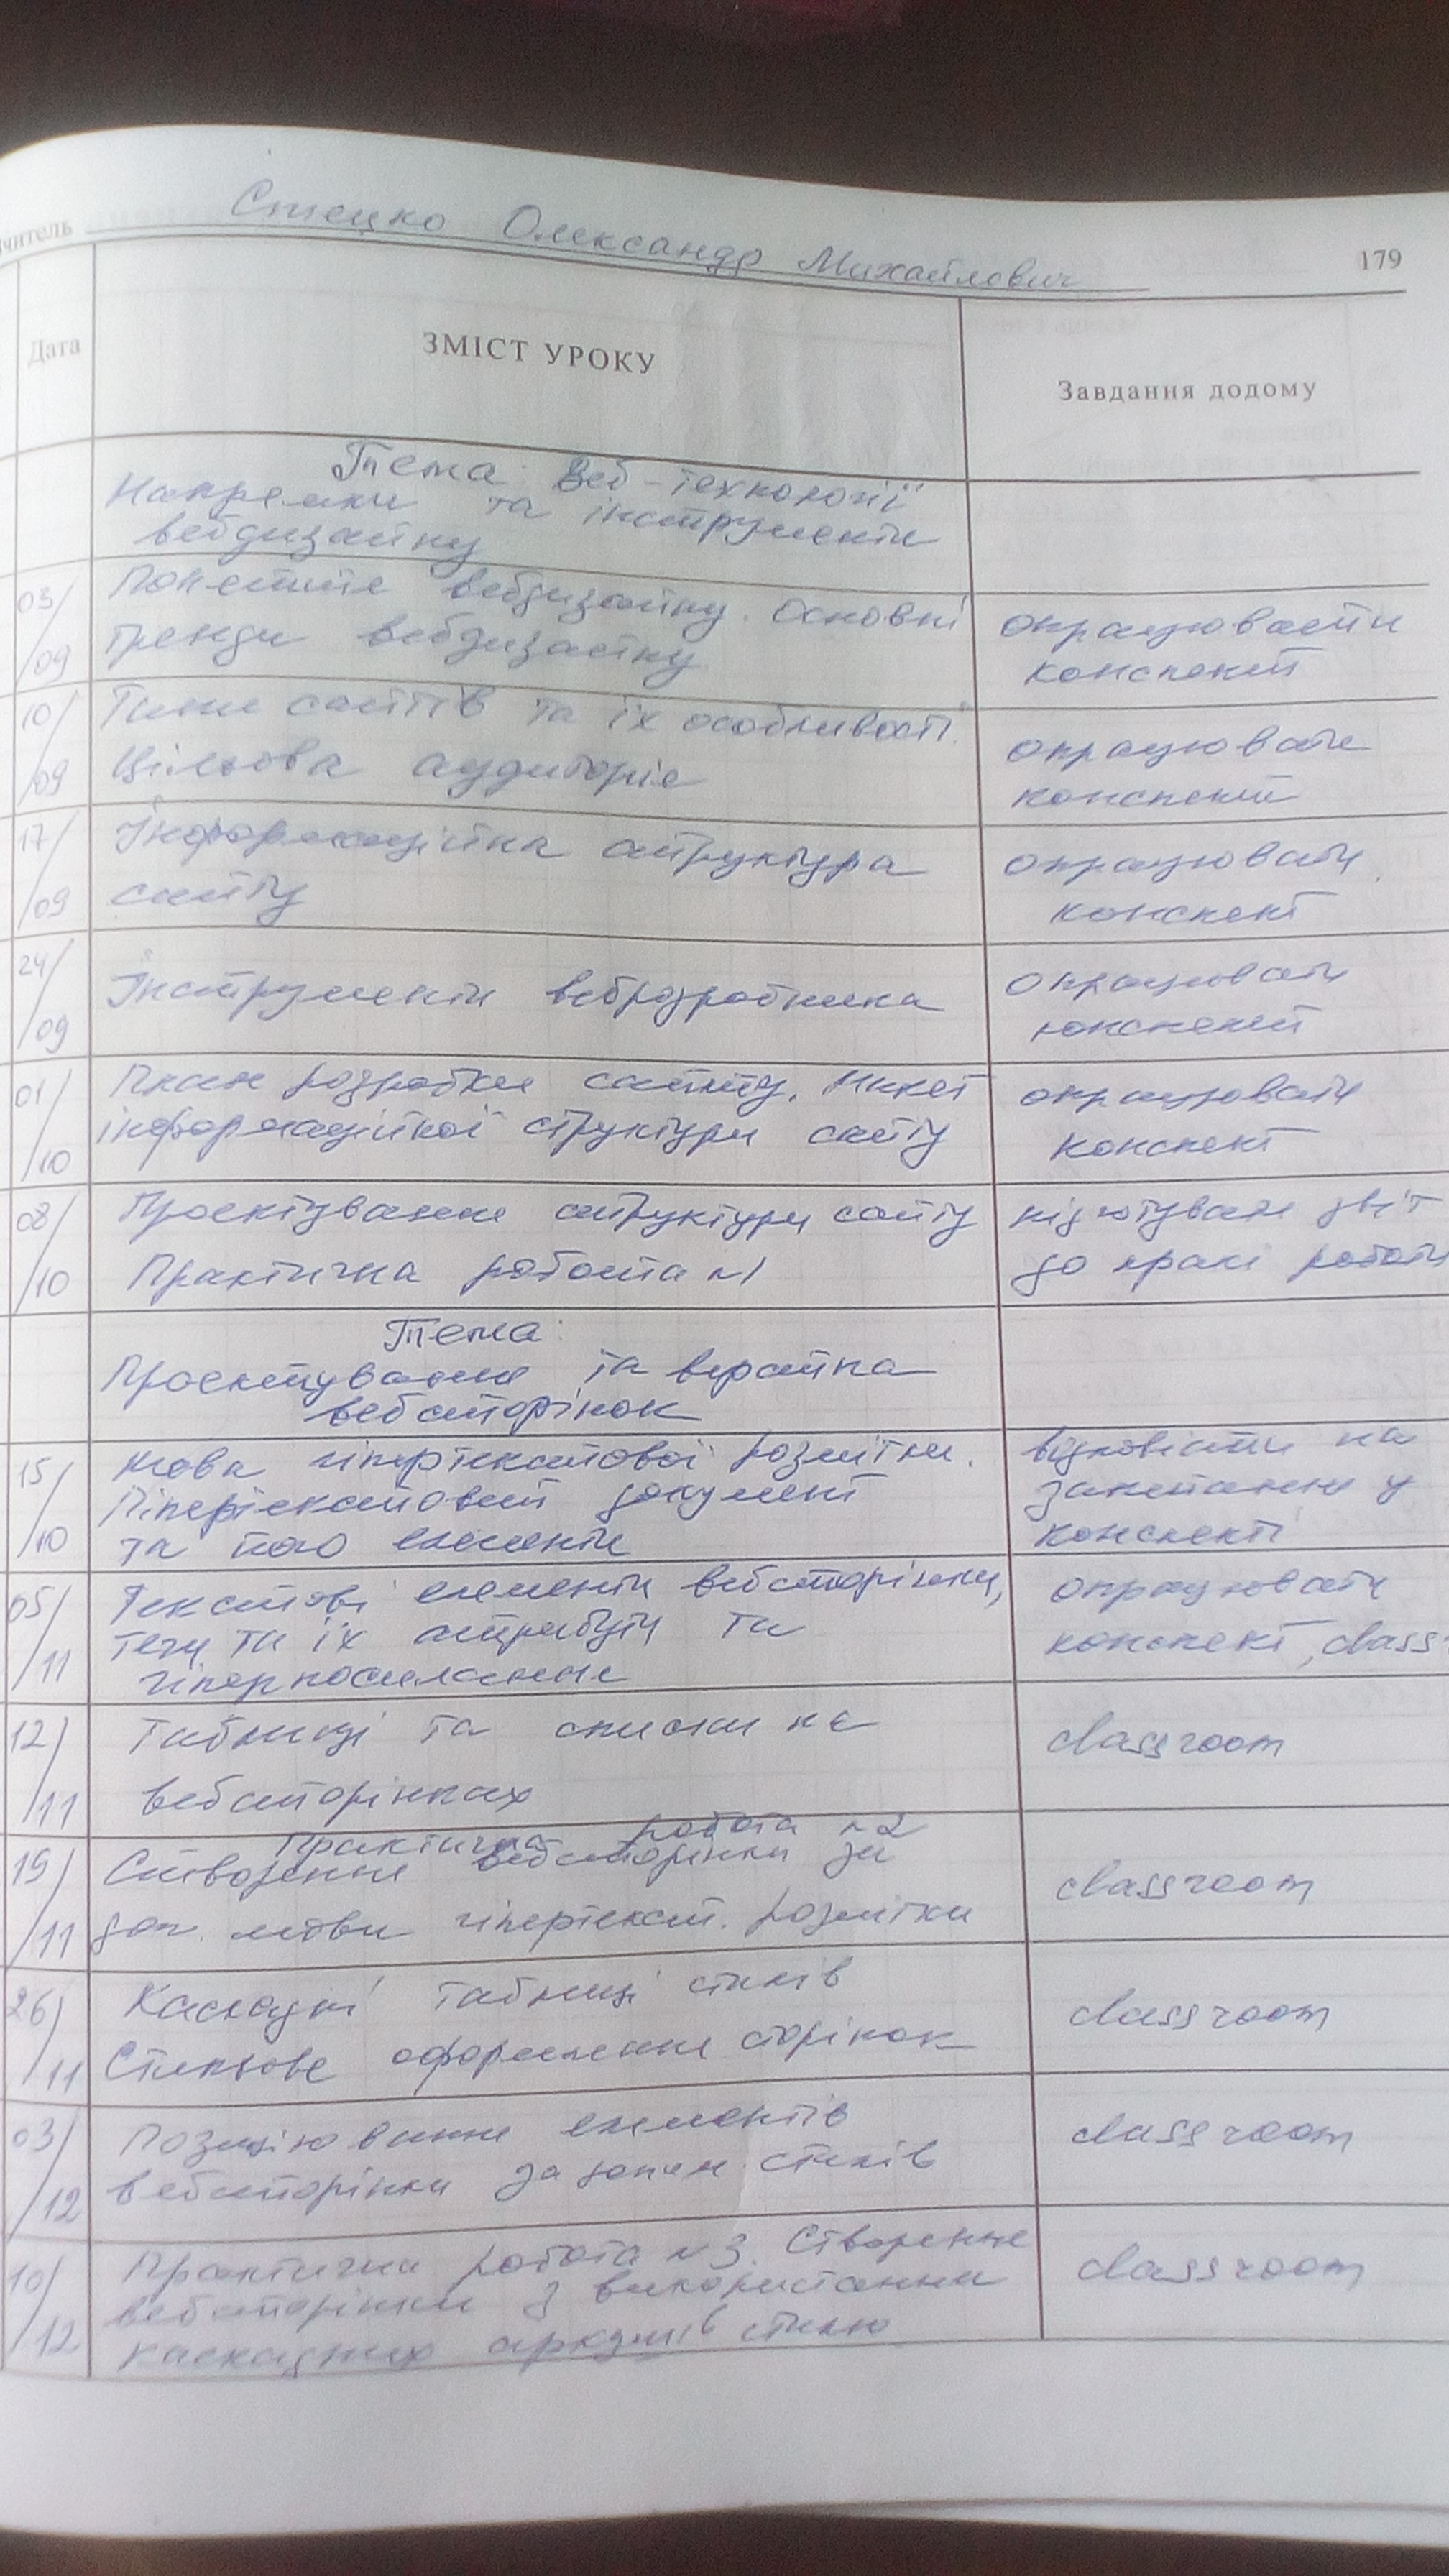 читель Стецко Олександр Михайлович
179
Дата
ЗМІСТ УРОКУ
Завдання додому
Тема: Веб-технології
Напрямки та інструменти
вебдизайну
03/09
Поняття вебдизайну. Основні
тренди вебдизайну
опрацювати
конспект
10/09
Типи сайтів та їх особливості.
Цільова аудиторія
опрацювати
конспект
17/09
Інформаційна структура
сайту
опрацювати
конспект
24/09
Інструменти веброзробника
опрацювати
конспект
01/10
План розробки сайту. Макет
інформаційної структури сайту
опрацювати
конспект
08/10
Проєктування структури сайту
Практична робота №1
підготувати звіт
до практ роботи
Тема:
Проектування та верстка
вебсторінок
15/10
Мова гіпертекстової розмітки.
Гіпертекстовий документ
та його елементи
відповісти на
запитання у
конспекті
05/11
Текстові елементи вебсторінки,
теги та їх атрибути та
гіперпосилання
опрацювати
конспект, class
12/11
Таблиці та списки на
вебсторінках
classroom
19/11
Практична робота №2
Створення вебсторінки за
доп. мови гіпертекст. розмітки
classroom
26/11
Каскадні таблиці стилів
Стильове оформлення сторінок
classroom
03/12
Позиціювання елементів
вебсторінки за допом. стилів
classroom
10/12
Практична робота №3. Створення
вебсторінки з використанням
каскадних аркушів стилю
classroom